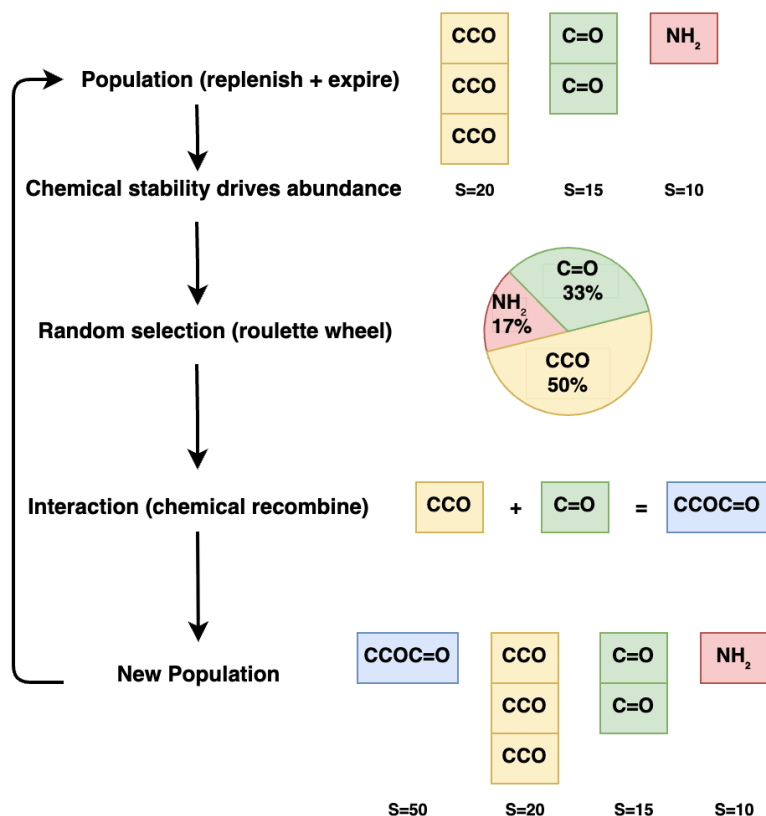 CCO C=O NH₂
Population (replenish + expire)
CCO C=O
CCO
Chemical stability drives abundance
S=20 S=15 S=10
C=O
33%
NH₂
17%
Random selection (roulette wheel)
CCO
50%
Interaction (chemical recombine)
CCO + C=O = CCOC=O
CCOC=O CCO C=O NH₂
New Population
CCO C=O
CCO
S=50 S=20 S=15 S=10